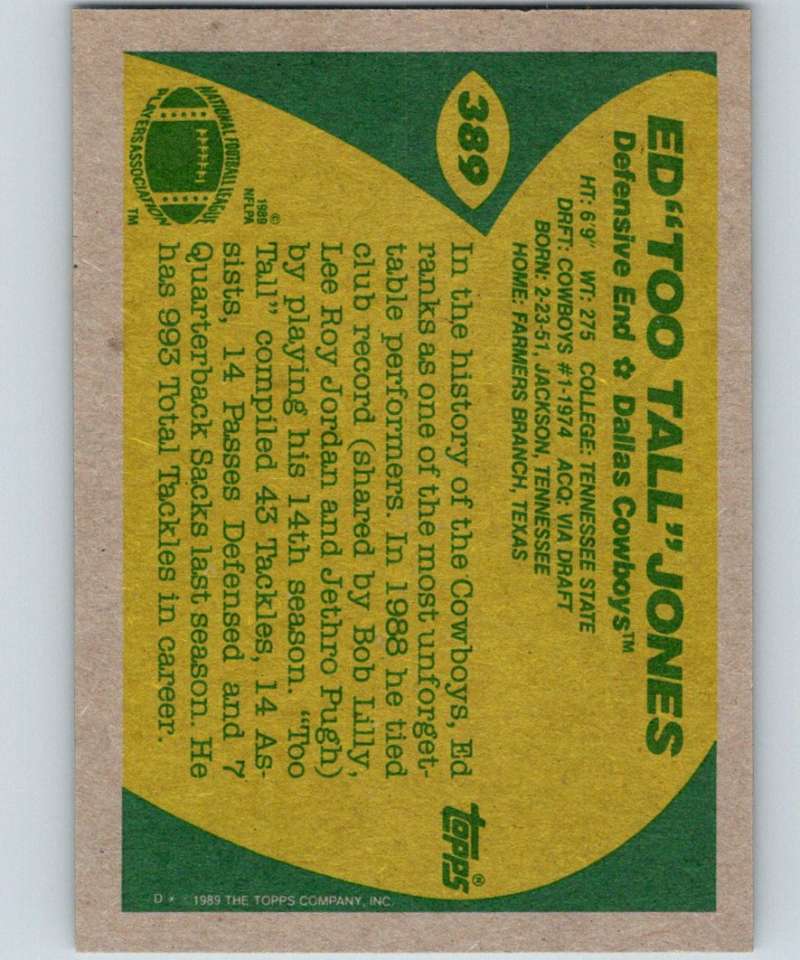 389
ED "TOO TALL" JONES
Defensive End ✿ Dallas Cowboys™
HT: 6'9" WT: 275 COLLEGE: TENNESSEE STATE
DRFT: COWBOYS #1-1974 ACQ: VIA DRAFT
BORN: 2-23-51, JACKSON, TENNESSEE
HOME: FARMERS BRANCH, TEXAS
In the history of the Cowboys, Ed
ranks as one of the most unforget-
table performers. In 1988 he tied
club record (shared by Bob Lilly,
Lee Roy Jordan and Jethro Pugh)
by playing his 14th season. "Too
Tall" compiled 43 Tackles, 14 As-
sists, 14 Passes Defensed and 7
Quarterback Sacks last season. He
has 993 Total Tackles in career.
NATIONAL FOOTBALL LEAGUE
PLAYERS ASSOCIATION
™
©
1989
NFLPA
topps®
D * © 1989 THE TOPPS COMPANY, INC.